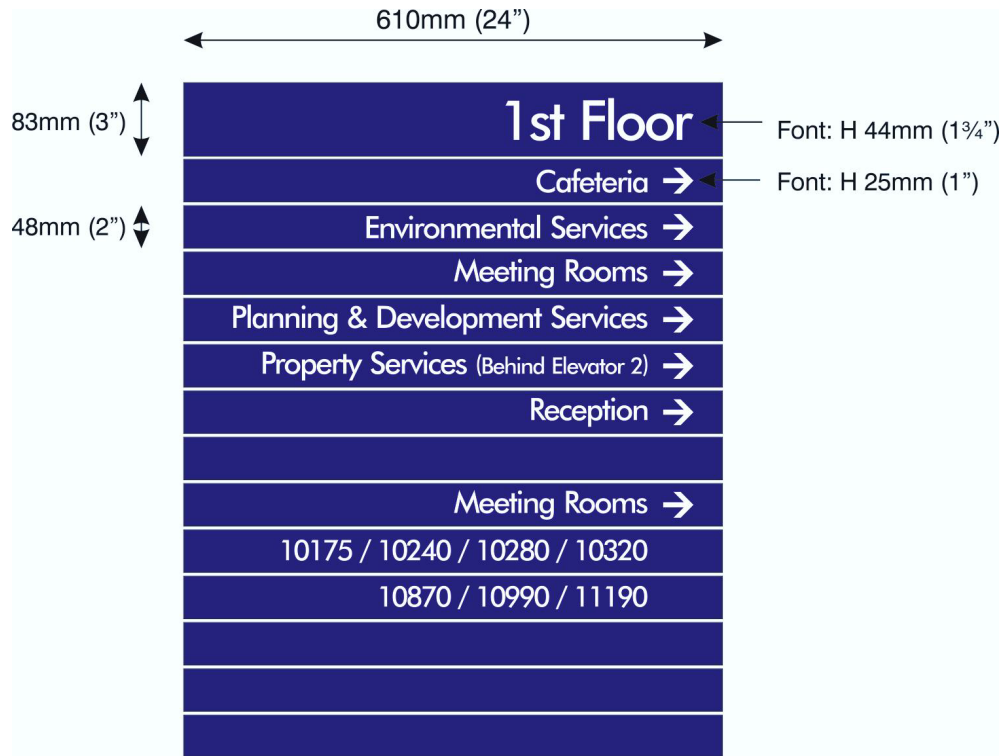 610mm (24”)
83mm (3”)
1st Floor
Font: H 44mm (1¾”)
Cafeteria →
Font: H 25mm (1”)
48mm (2”)
Environmental Services →
Meeting Rooms →
Planning & Development Services →
Property Services (Behind Elevator 2) →
Reception →
Meeting Rooms →
10175 / 10240 / 10280 / 10320
10870 / 10990 / 11190